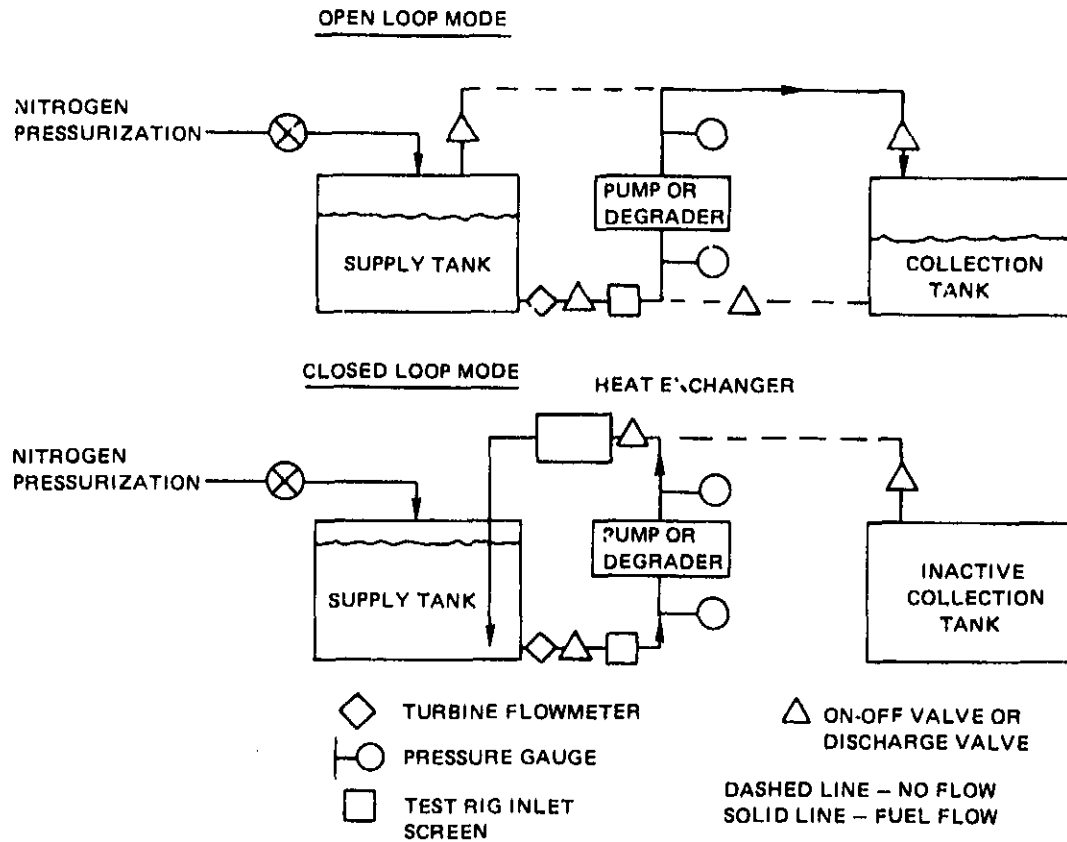 OPEN LOOP MODE
NITROGEN
PRESSURIZATION
PUMP OR
DEGRADER
SUPPLY TANK
COLLECTION
TANK
CLOSED LOOP MODE
HEAT EXCHANGER
NITROGEN
PRESSURIZATION
PUMP OR
DEGRADER
SUPPLY TANK
INACTIVE
COLLECTION
TANK
TURBINE FLOWMETER
PRESSURE GAUGE
TEST RIG INLET
SCREEN
ON-OFF VALVE OR
DISCHARGE VALVE
DASHED LINE – NO FLOW
SOLID LINE – FUEL FLOW